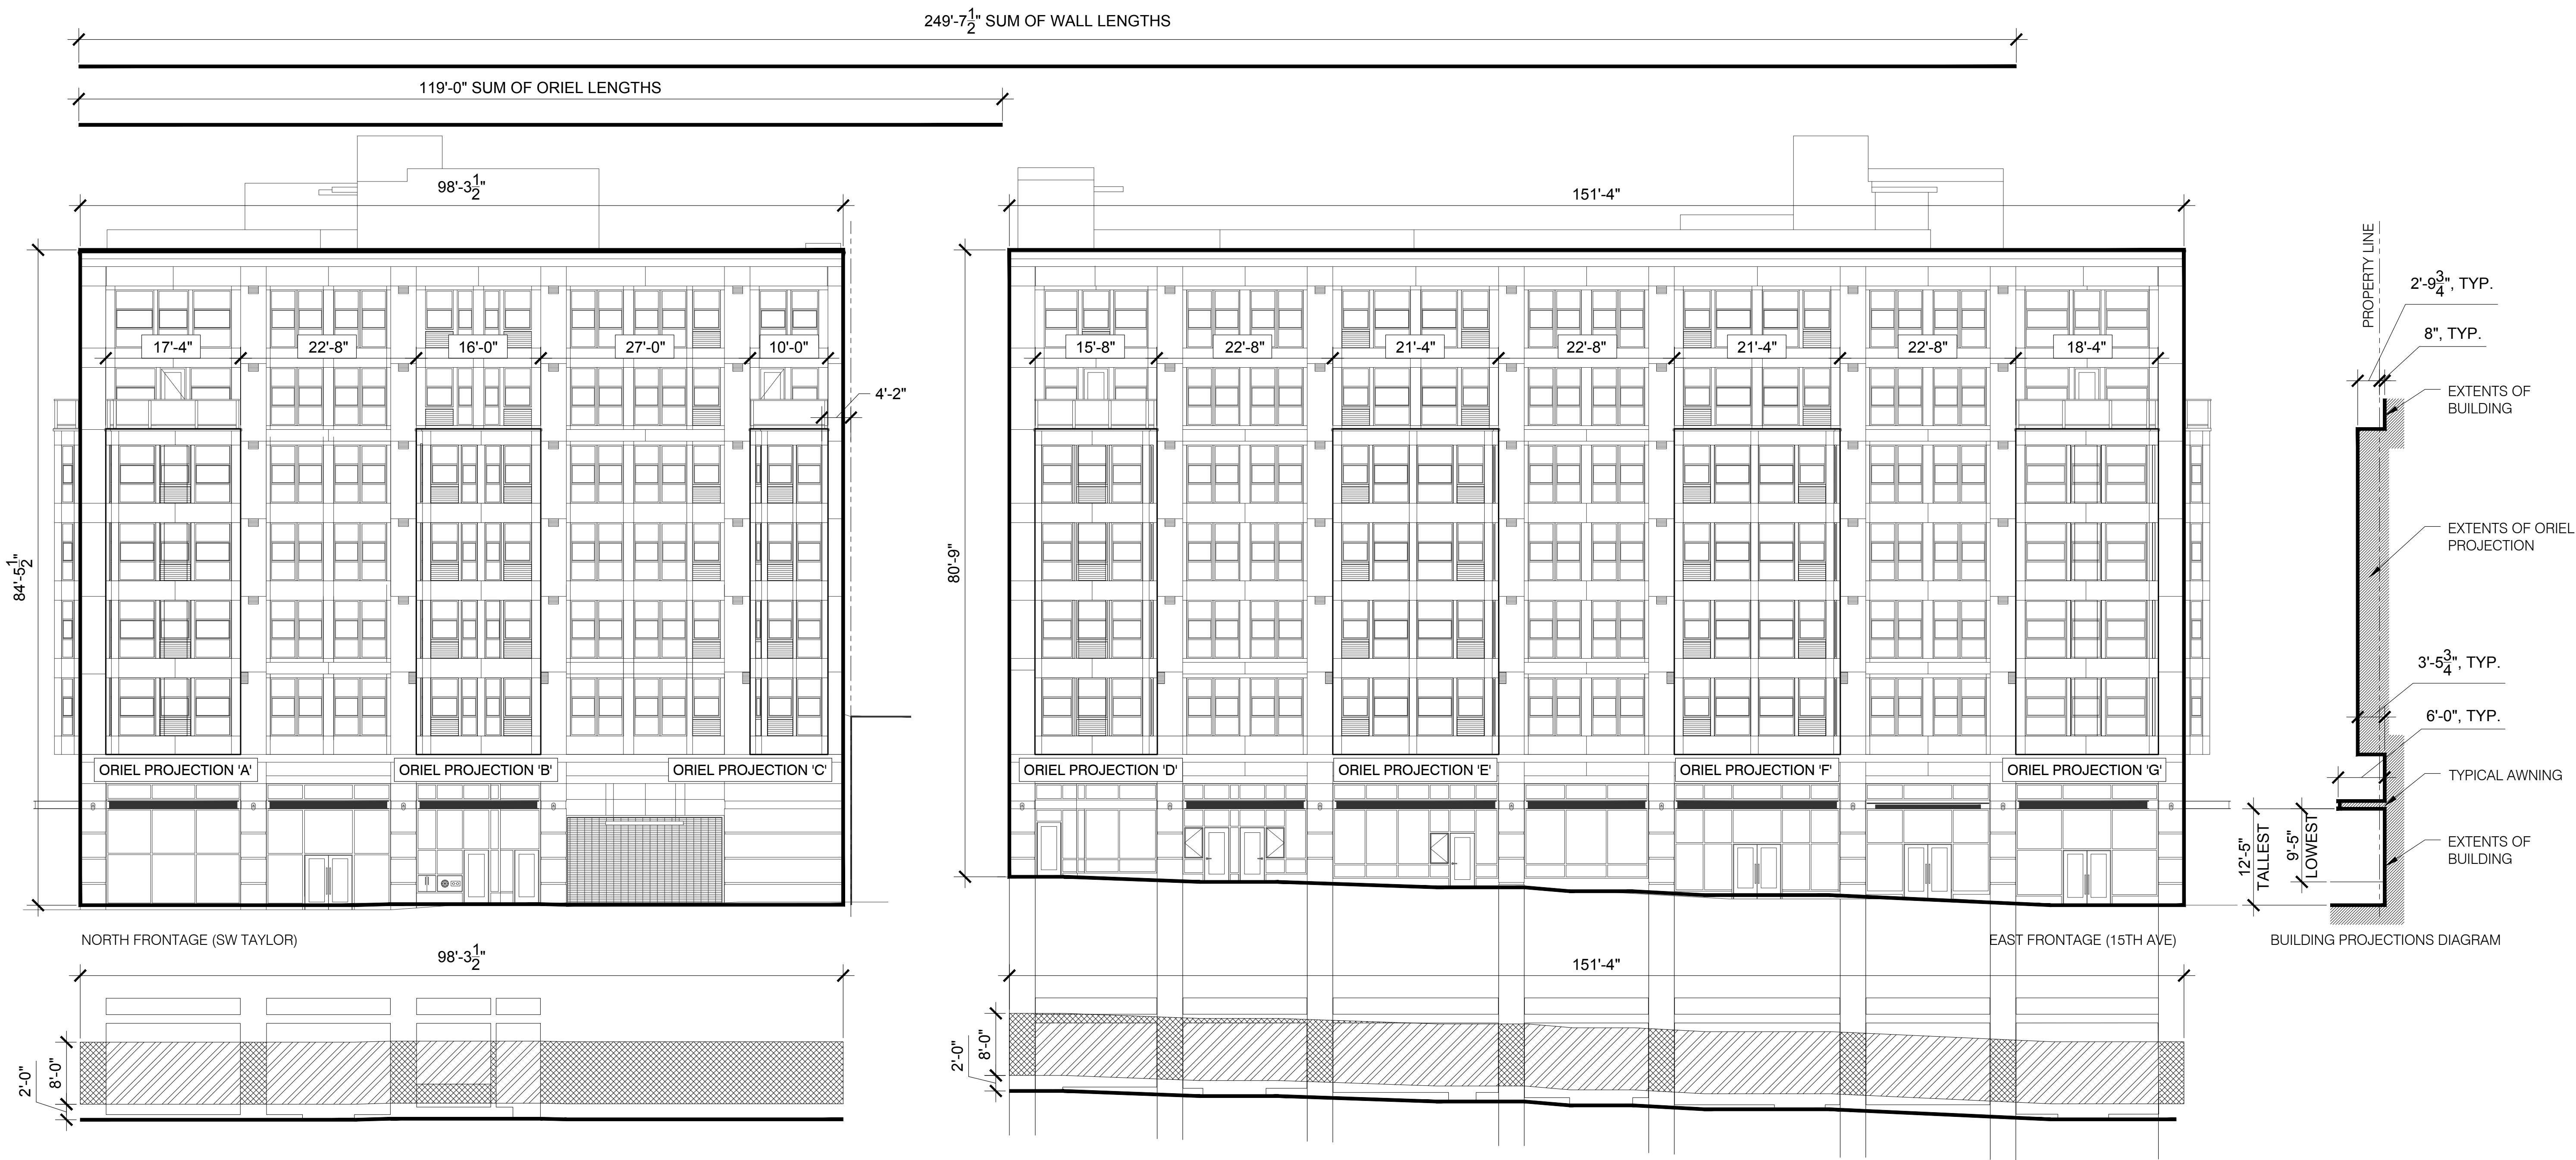 249'-7 1/2" SUM OF WALL LENGTHS
119'-0" SUM OF ORIEL LENGTHS
98'-3 1/2"
151'-4"
84'-5 1/2"
17'-4"
22'-8"
16'-0"
27'-0"
10'-0"
4'-2"
ORIEL PROJECTION 'A'
ORIEL PROJECTION 'B'
ORIEL PROJECTION 'C'
NORTH FRONTAGE (SW TAYLOR)
80'-9"
15'-8"
22'-8"
21'-4"
22'-8"
21'-4"
22'-8"
18'-4"
ORIEL PROJECTION 'D'
ORIEL PROJECTION 'E'
ORIEL PROJECTION 'F'
ORIEL PROJECTION 'G'
EAST FRONTAGE (15TH AVE)
PROPERTY LINE
2'-9 3/4", TYP.
8", TYP.
EXTENTS OF
BUILDING
EXTENTS OF ORIEL
PROJECTION
3'-5 3/4", TYP.
6'-0", TYP.
TYPICAL AWNING
EXTENTS OF
BUILDING
12'-5"
TALLEST
9'-5"
LOWEST
BUILDING PROJECTIONS DIAGRAM
98'-3 1/2"
2'-0"
8'-0"
151'-4"
2'-0"
8'-0"